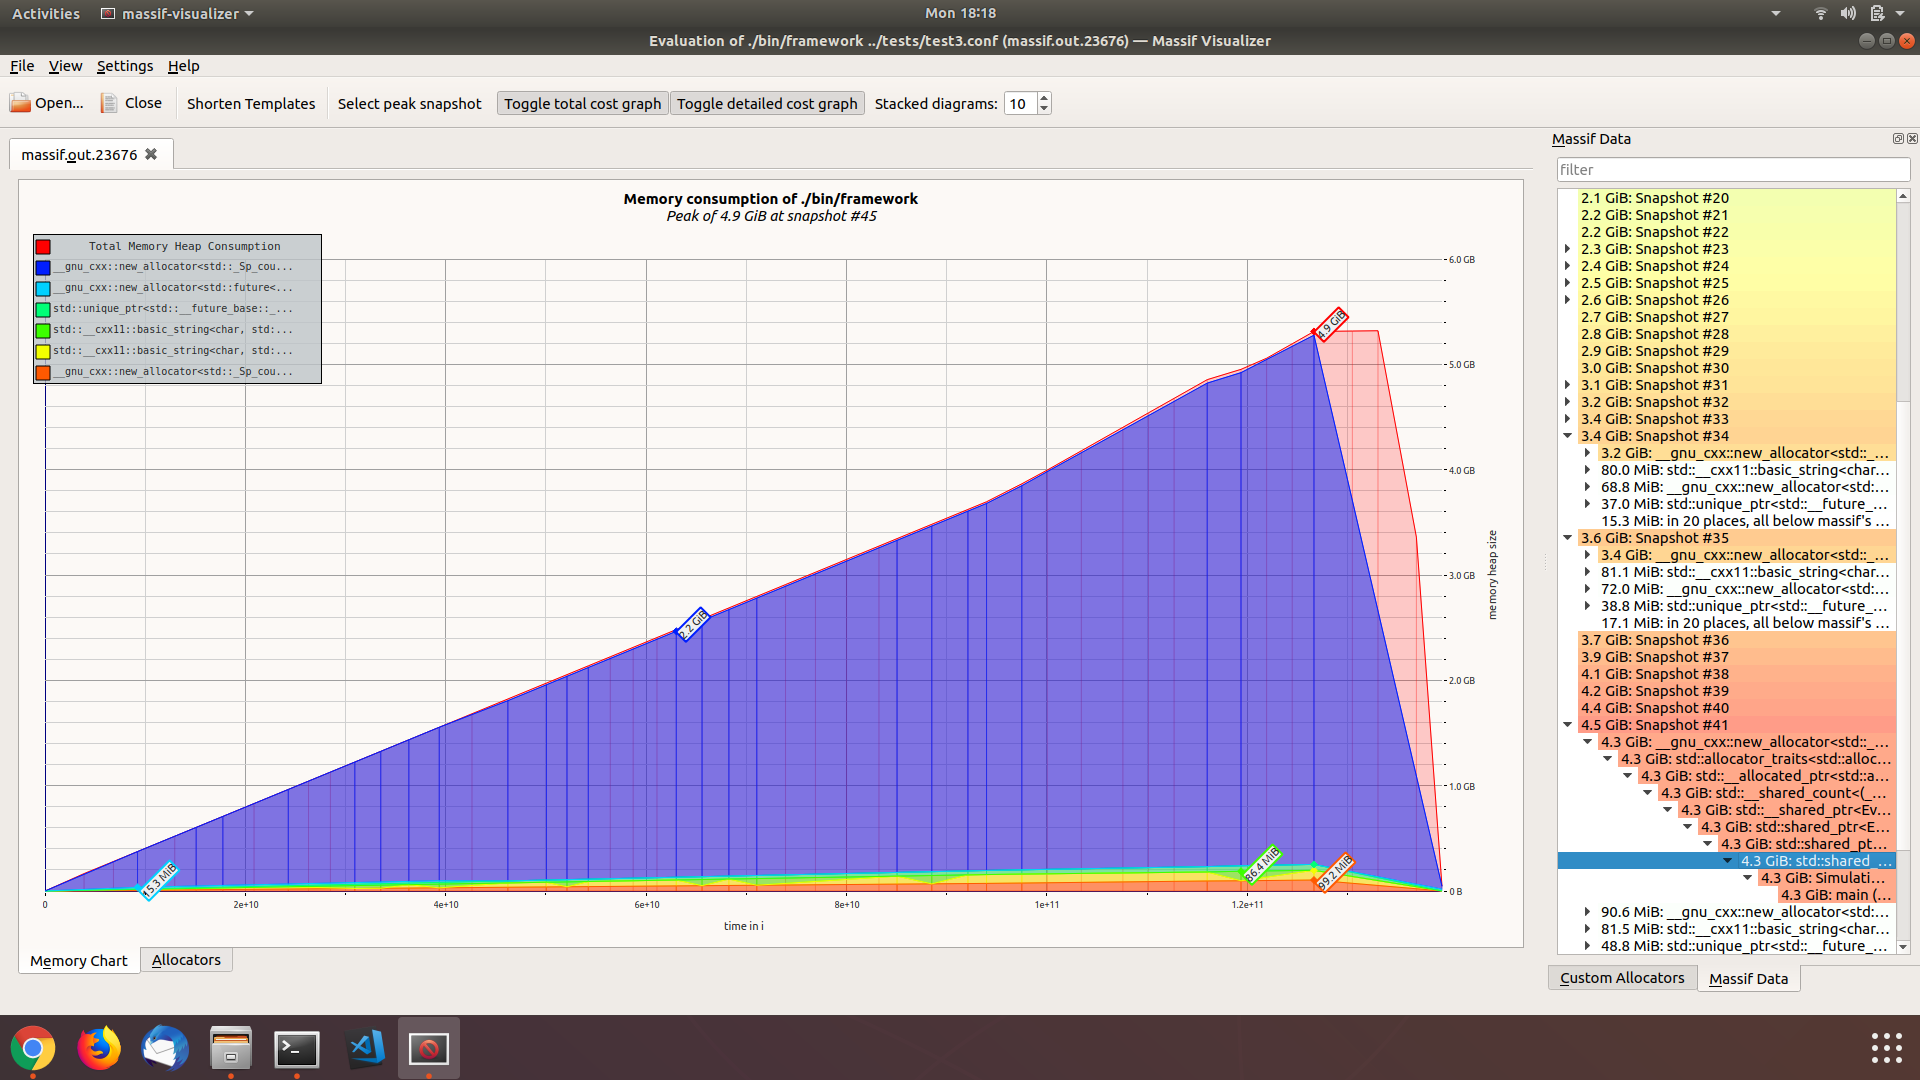 Activities massif-visualizer Mon 18:18
Evaluation of ./bin/framework ../tests/test3.conf (massif.out.23676) — Massif Visualizer
File View Settings Help
Open... Close Shorten Templates Select peak snapshot Toggle total cost graph Toggle detailed cost graph Stacked diagrams: 10
massif.out.23676
Memory consumption of ./bin/framework
Peak of 4.9 GiB at snapshot #45
Total Memory Heap Consumption
__gnu_cxx::new_allocator<std::_Sp_cou...
__gnu_cxx::new_allocator<std::future<...
std::unique_ptr<std::__future_base::_...
std::__cxx11::basic_string<char, std:...
std::__cxx11::basic_string<char, std:...
__gnu_cxx::new_allocator<std::_Sp_cou...
6.0 GB
5.0 GB
4.0 GB
3.0 GB
2.0 GB
1.0 GB
0 B
memory heap size
4.9 GiB
2.2 GiB
45.3 MiB
86.4 MiB
99.2 MiB
0 2e+10 4e+10 6e+10 8e+10 1e+11 1.2e+11
time in i
Memory Chart Allocators
Massif Data
filter
2.1 GiB: Snapshot #20
2.2 GiB: Snapshot #21
2.2 GiB: Snapshot #22
2.3 GiB: Snapshot #23
2.4 GiB: Snapshot #24
2.5 GiB: Snapshot #25
2.6 GiB: Snapshot #26
2.7 GiB: Snapshot #27
2.8 GiB: Snapshot #28
2.9 GiB: Snapshot #29
3.0 GiB: Snapshot #30
3.1 GiB: Snapshot #31
3.2 GiB: Snapshot #32
3.4 GiB: Snapshot #33
3.4 GiB: Snapshot #34
3.2 GiB: __gnu_cxx::new_allocator<std::_...
80.0 MiB: std::__cxx11::basic_string<char...
68.8 MiB: __gnu_cxx::new_allocator<std:...
37.0 MiB: std::unique_ptr<std::__future_...
15.3 MiB: in 20 places, all below massif's ...
3.6 GiB: Snapshot #35
3.4 GiB: __gnu_cxx::new_allocator<std::_...
81.1 MiB: std::__cxx11::basic_string<char...
72.0 MiB: __gnu_cxx::new_allocator<std:...
38.8 MiB: std::unique_ptr<std::__future_...
17.1 MiB: in 20 places, all below massif's ...
3.7 GiB: Snapshot #36
3.9 GiB: Snapshot #37
4.1 GiB: Snapshot #38
4.2 GiB: Snapshot #39
4.4 GiB: Snapshot #40
4.5 GiB: Snapshot #41
4.3 GiB: __gnu_cxx::new_allocator<std::_...
4.3 GiB: std::allocator_traits<std::alloc...
4.3 GiB: std::__allocated_ptr<std::a...
4.3 GiB: std::__shared_count<(_...
4.3 GiB: std::__shared_ptr<Ev...
4.3 GiB: std::shared_ptr<E...
4.3 GiB: std::shared_pt...
4.3 GiB: std::shared_...
4.3 GiB: Simulati...
4.3 GiB: main (...
90.6 MiB: __gnu_cxx::new_allocator<std:...
81.5 MiB: std::__cxx11::basic_string<char...
48.8 MiB: std::unique_ptr<std::__future_...
Custom Allocators Massif Data